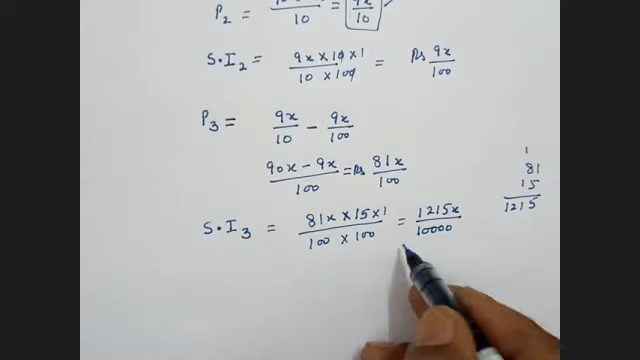 P2 = / 10 = 9x / 10
S.I2 = 9x × 10 × 1 / 10 × 100 = Rs 9x / 100
P3 = 9x / 10 − 9x / 100
90x − 9x / 100 = Rs 81x / 100
S.I3 = 81x × 15 × 1 / 100 × 100 = 1215x / 10000
1
81
15
1215